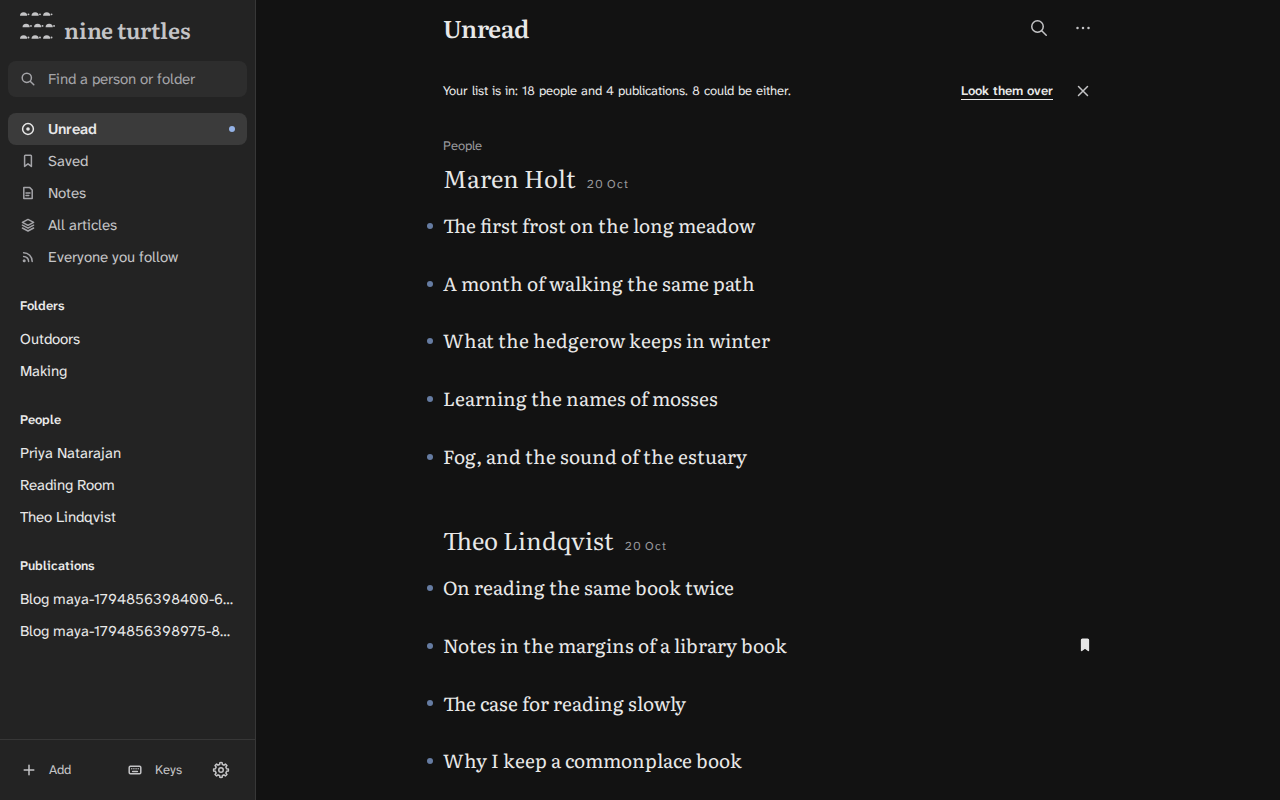 nine turtles
Find a person or folder
Unread
Saved
Notes
All articles
Everyone you follow
Folders
Outdoors
Making
People
Priya Natarajan
Reading Room
Theo Lindqvist
Publications
Blog maya-1794856398400-6...
Blog maya-1794856398975-8...
Add
Keys
Unread
Your list is in: 18 people and 4 publications. 8 could be either.
Look them over
People
Maren Holt 20 Oct
The first frost on the long meadow
A month of walking the same path
What the hedgerow keeps in winter
Learning the names of mosses
Fog, and the sound of the estuary
Theo Lindqvist 20 Oct
On reading the same book twice
Notes in the margins of a library book
The case for reading slowly
Why I keep a commonplace book